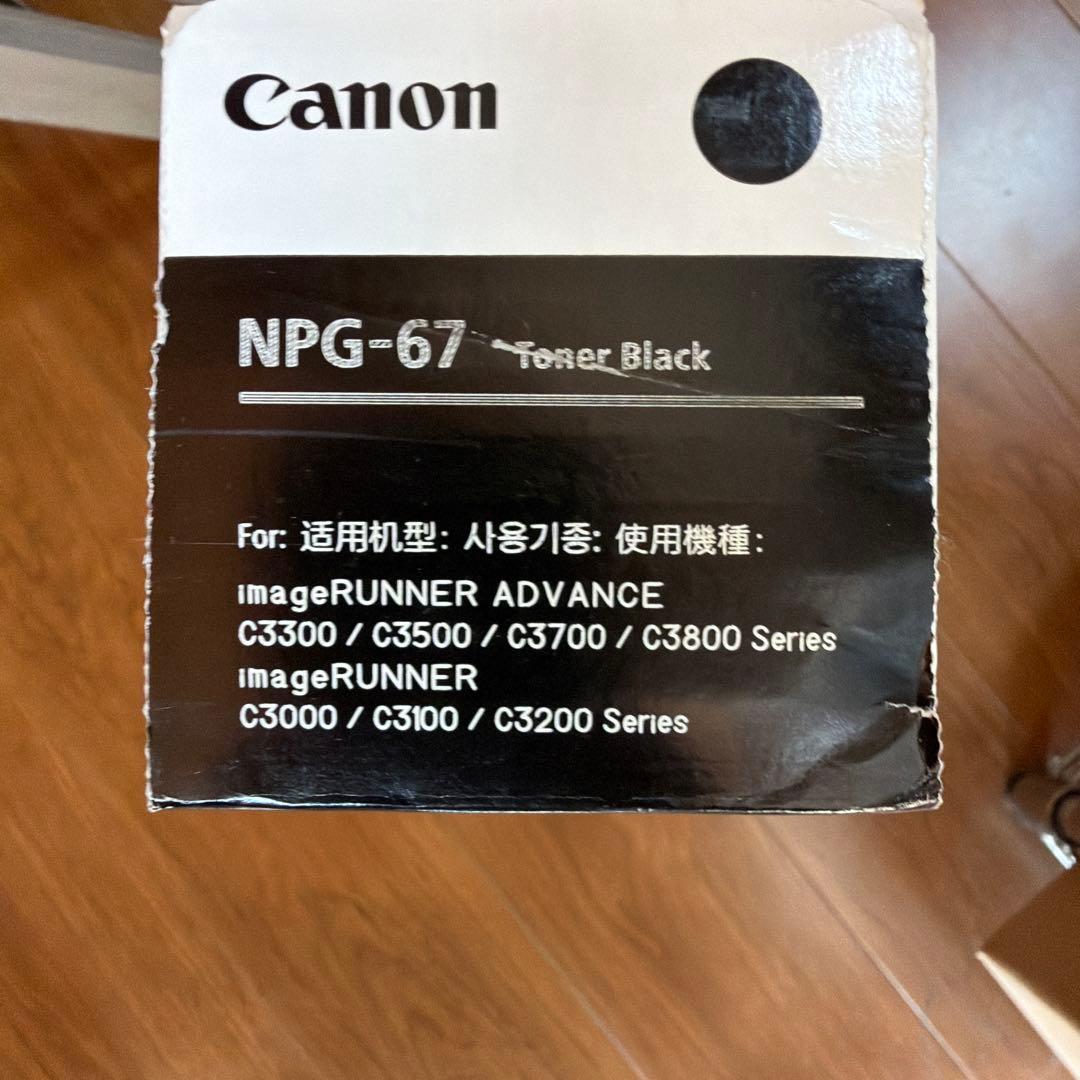 Canon
NPG-67 Toner Black
For: 适用机型: 사용기종: 使用機種:
imageRUNNER ADVANCE
C3300 / C3500 / C3700 / C3800 Series
imageRUNNER
C3000 / C3100 / C3200 Series